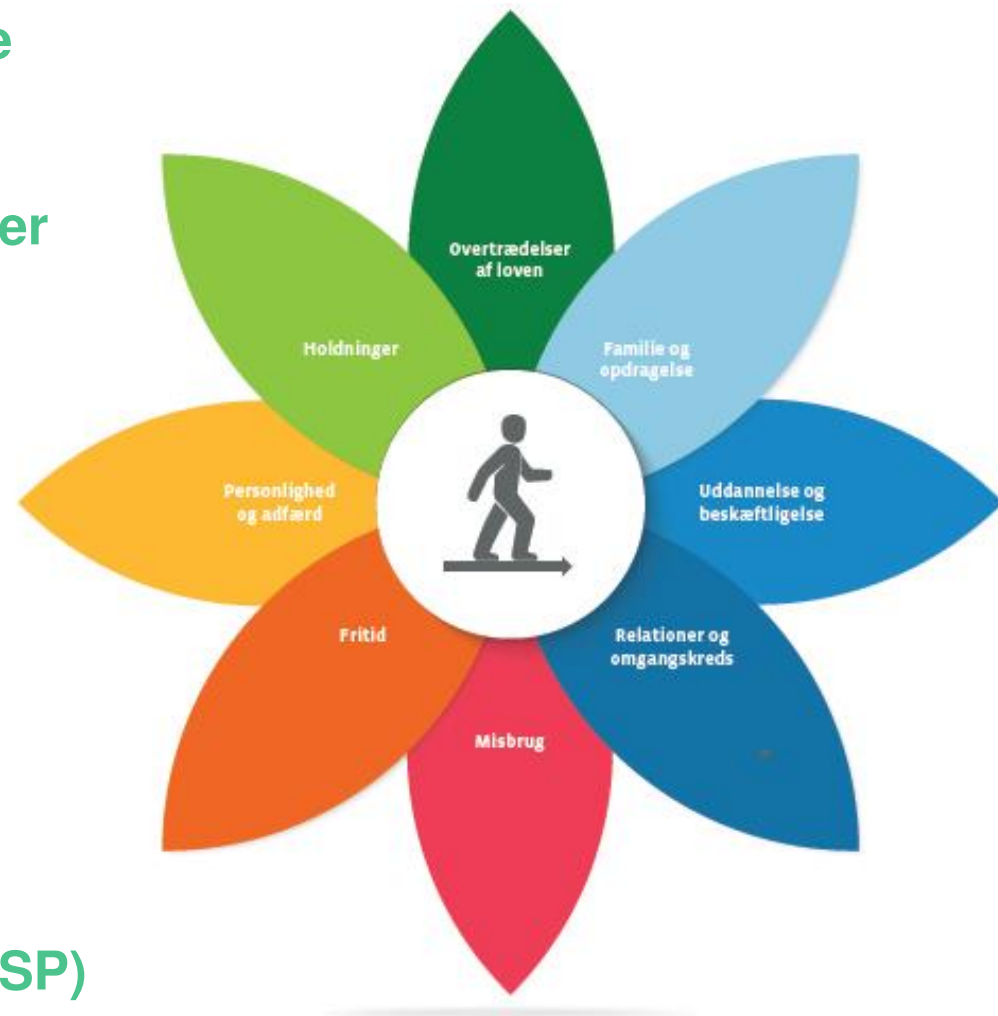 e
er
SP)
Overtrædelser
af loven
Familie og
opdragelse
Uddannelse og
beskæftligelse
Relationer og
omgangskreds
Misbrug
Fritid
Personlighed
og adfærd
Holdninger